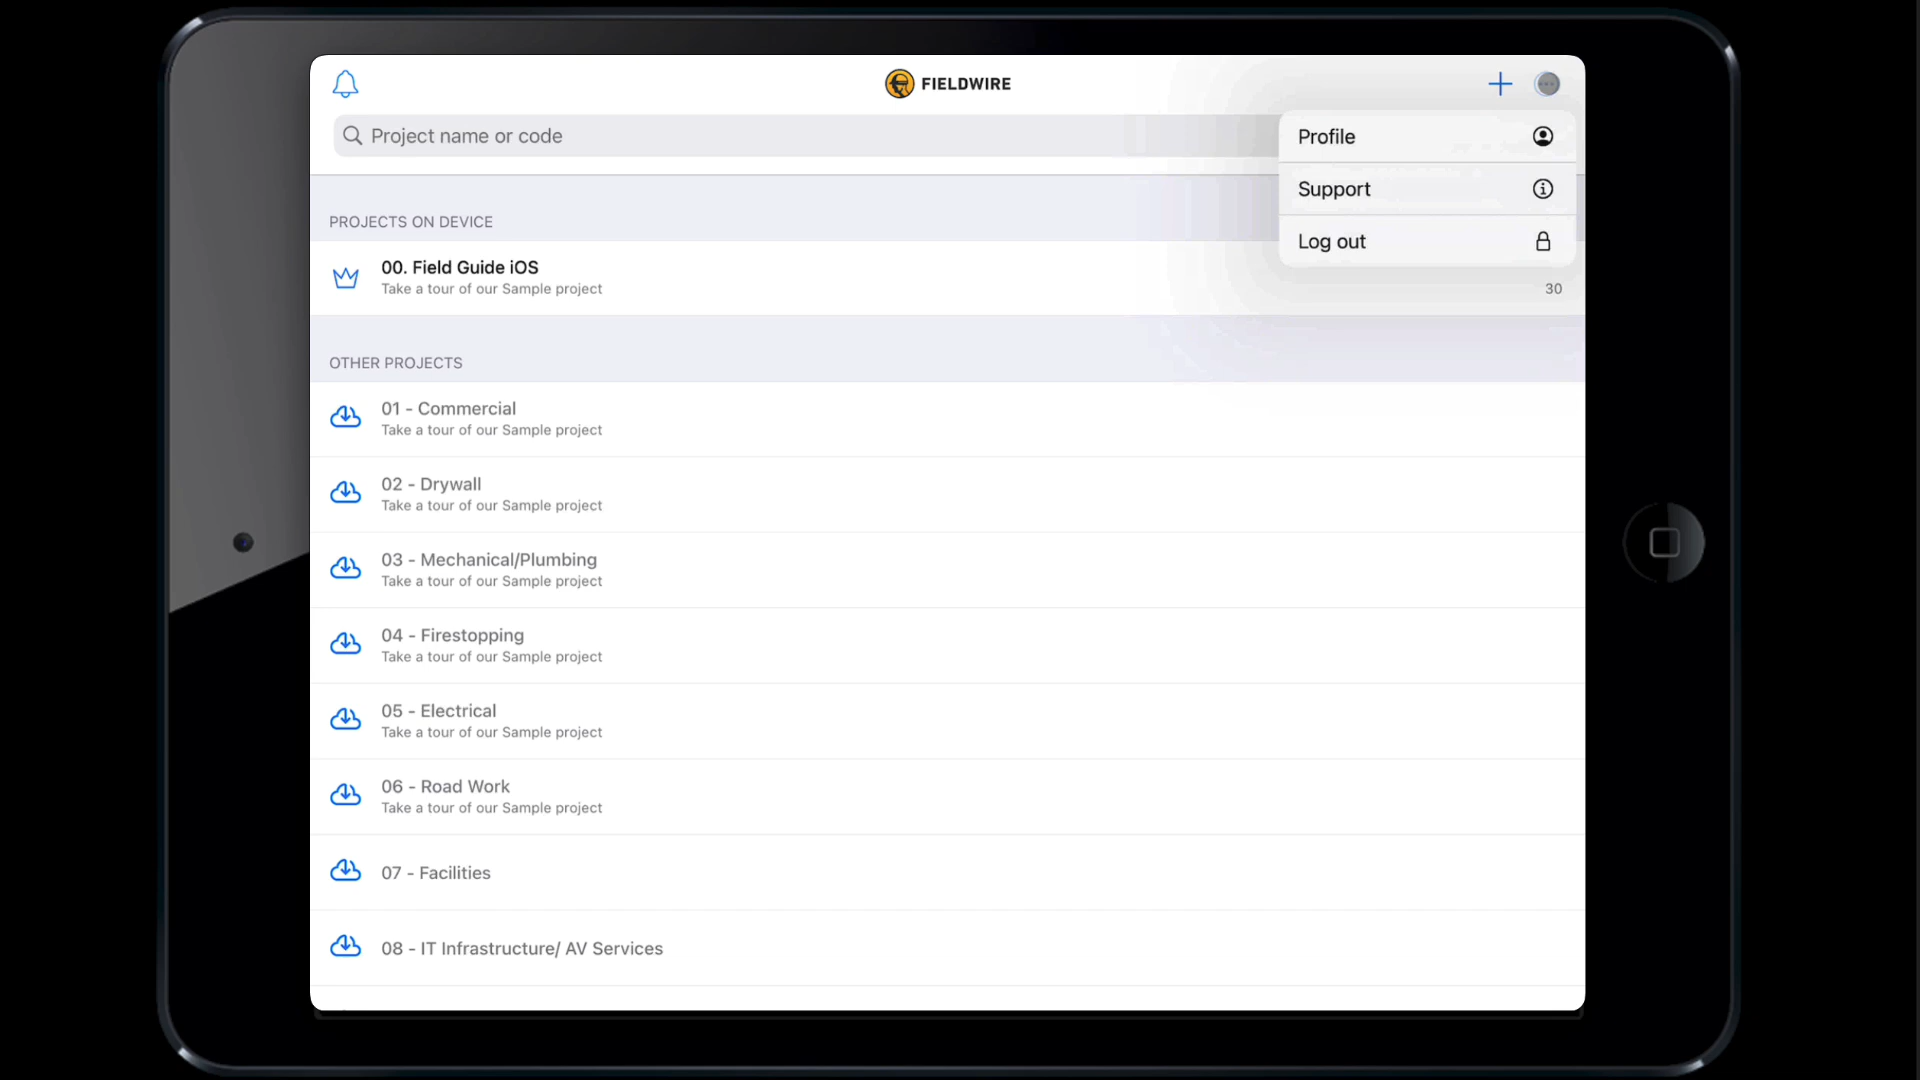 FIELDWIRE
Project name or code
Profile
Support
Log out
PROJECTS ON DEVICE
00. Field Guide iOS
Take a tour of our Sample project
30
OTHER PROJECTS
01 - Commercial
Take a tour of our Sample project
02 - Drywall
Take a tour of our Sample project
03 - Mechanical/Plumbing
Take a tour of our Sample project
04 - Firestopping
Take a tour of our Sample project
05 - Electrical
Take a tour of our Sample project
06 - Road Work
Take a tour of our Sample project
07 - Facilities
08 - IT Infrastructure/ AV Services